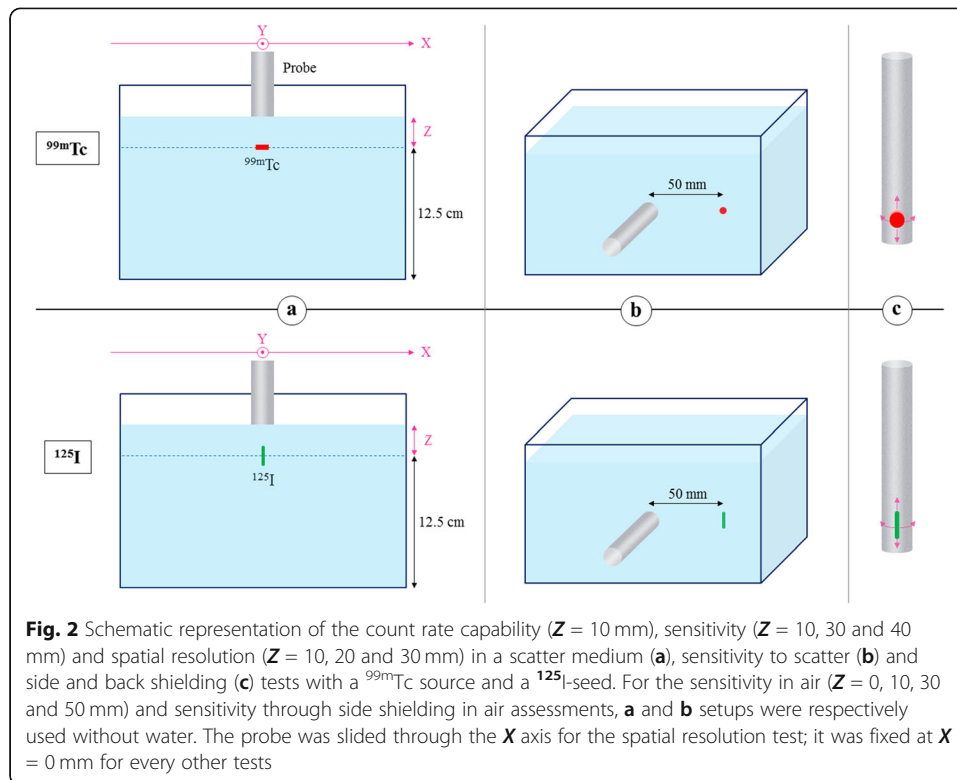 Y
X
Probe
Z
99mTc
99mTc
12.5 cm
50 mm
a
b
c
Y
X
Z
125I
125I
12.5 cm
50 mm
Fig. 2 Schematic representation of the count rate capability (Z = 10 mm), sensitivity (Z = 10, 30 and 40
mm) and spatial resolution (Z = 10, 20 and 30 mm) in a scatter medium (a), sensitivity to scatter (b) and
side and back shielding (c) tests with a 99mTc source and a 125I-seed. For the sensitivity in air (Z = 0, 10, 30
and 50 mm) and sensitivity through side shielding in air assessments, a and b setups were respectively
used without water. The probe was slided through the X axis for the spatial resolution test; it was fixed at X
= 0 mm for every other tests